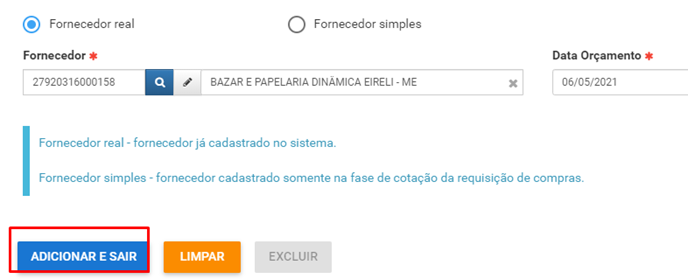 Fornecedor real Fornecedor simples
Fornecedor * Data Orçamento *
27920316000158 BAZAR E PAPELARIA DINÂMICA EIRELI - ME 06/05/2021
Fornecedor real - fornecedor já cadastrado no sistema.
Fornecedor simples - fornecedor cadastrado somente na fase de cotação da requisição de compras.
ADICIONAR E SAIR LIMPAR EXCLUIR